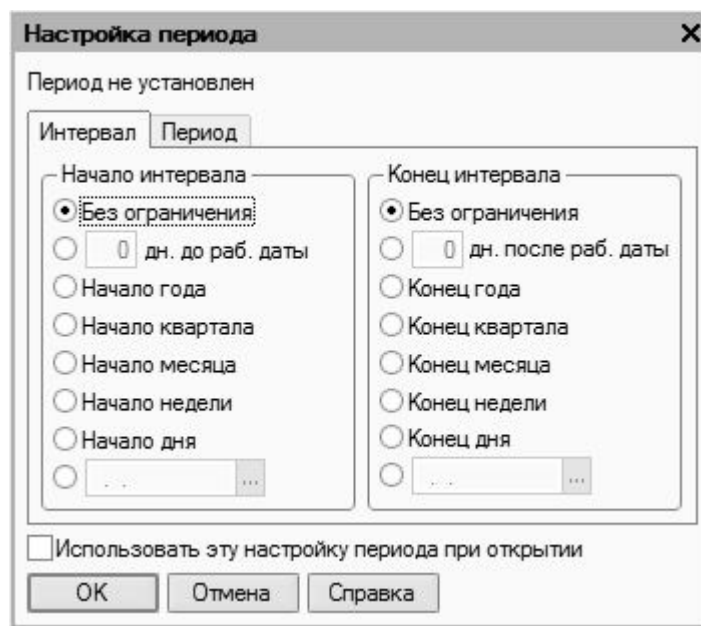 Настройка периода
Период не установлен
Интервал Период
Начало интервала
Без ограничения
0 дн. до раб. даты
Начало года
Начало квартала
Начало месяца
Начало недели
Начало дня
. . ...
Конец интервала
Без ограничения
0 дн. после раб. даты
Конец года
Конец квартала
Конец месяца
Конец недели
Конец дня
. . ...
Использовать эту настройку периода при открытии
OK Отмена Справка